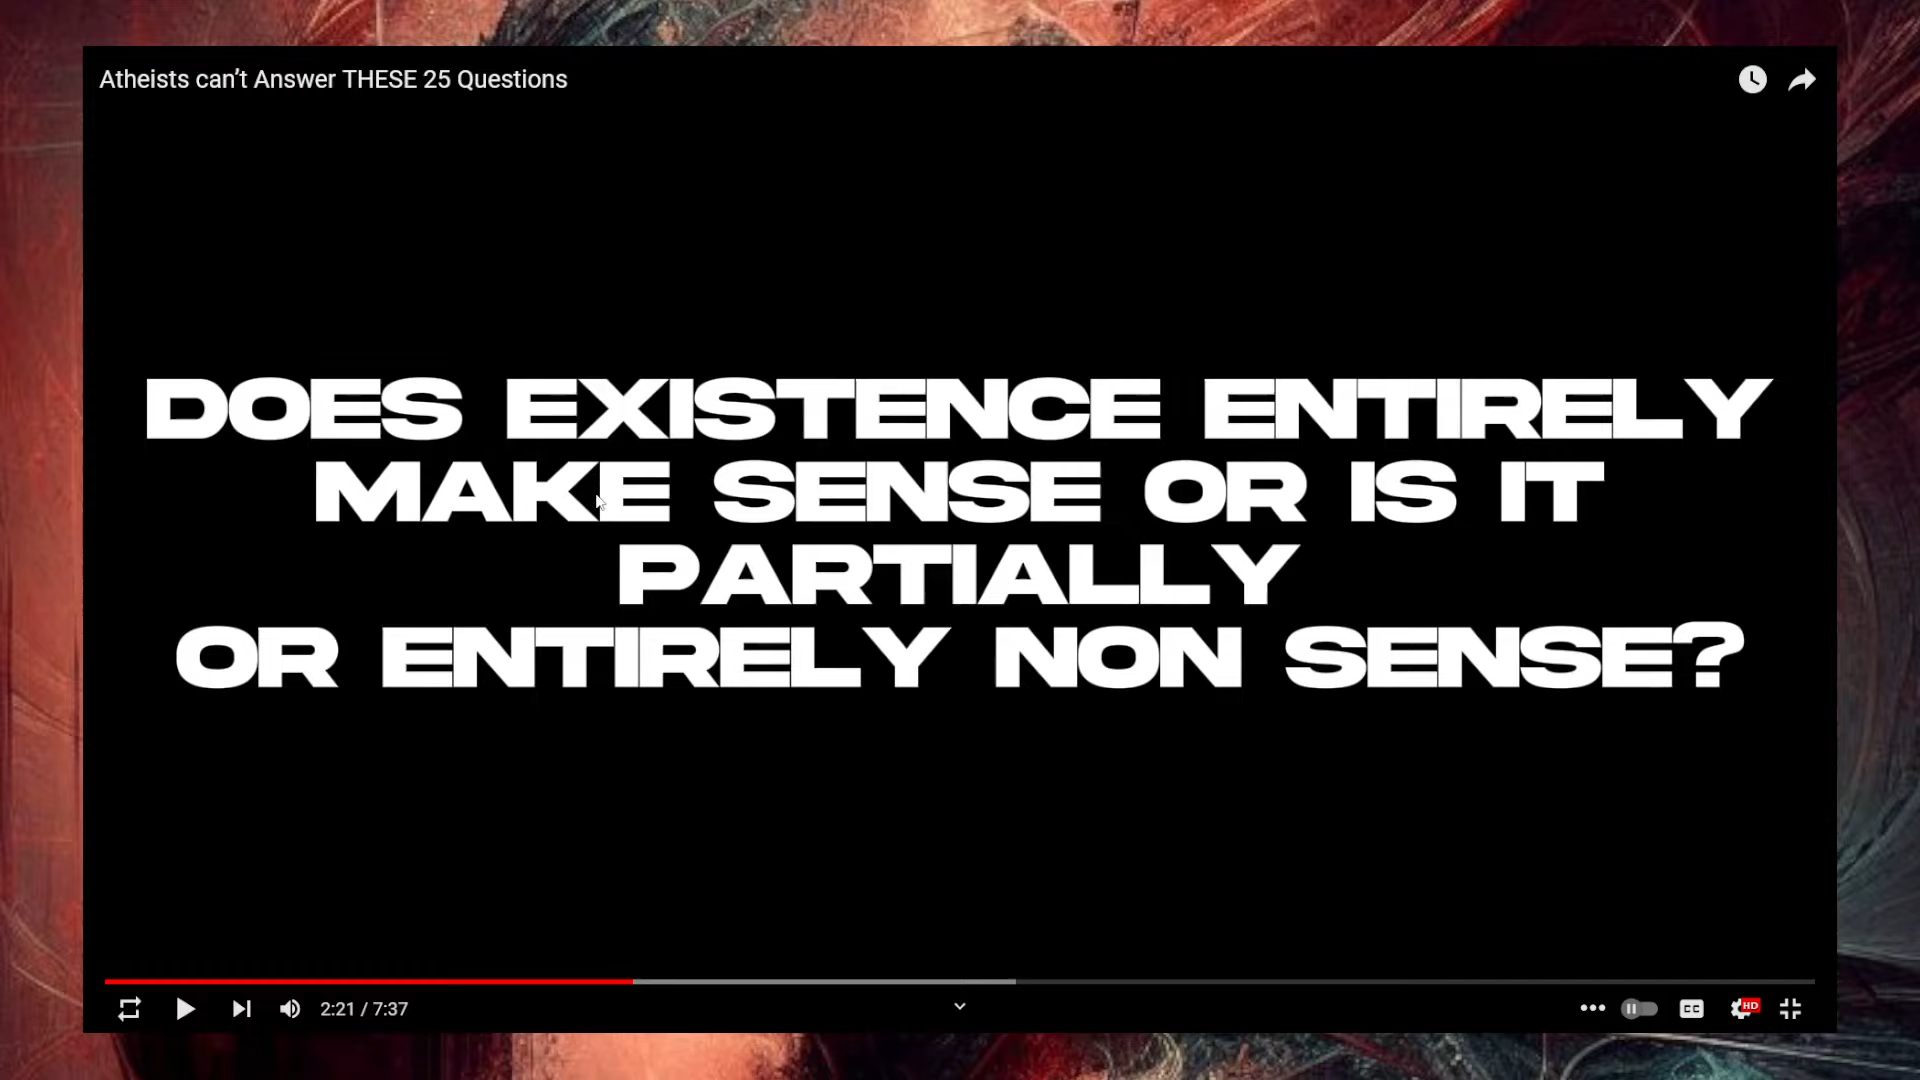 Atheists can’t Answer THESE 25 Questions
DOES EXISTENCE ENTIRELY
MAKE SENSE OR IS IT
PARTIALLY
OR ENTIRELY NON SENSE?
2:21 / 7:37
CC
HD